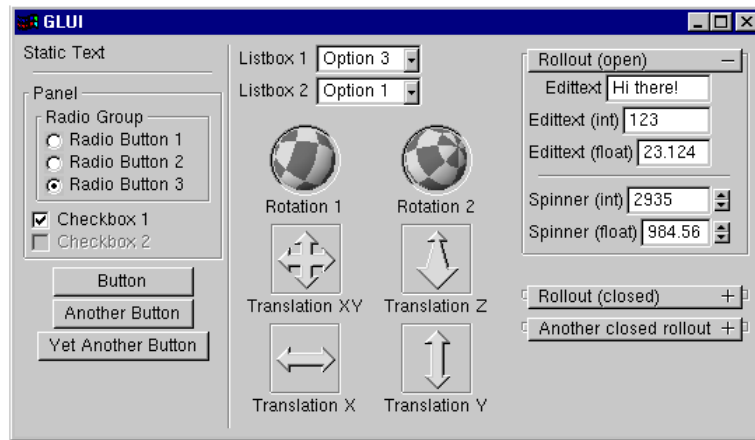 GLUI
Static Text
Panel
Radio Group
Radio Button 1
Radio Button 2
Radio Button 3
Checkbox 1
Checkbox 2
Button
Another Button
Yet Another Button
Listbox 1 Option 3
Listbox 2 Option 1
Rotation 1 Rotation 2
Translation XY Translation Z
Translation X Translation Y
Rollout (open)
Edittext Hi there!
Edittext (int) 123
Edittext (float) 23.124
Spinner (int) 2935
Spinner (float) 984.56
Rollout (closed)
Another closed rollout